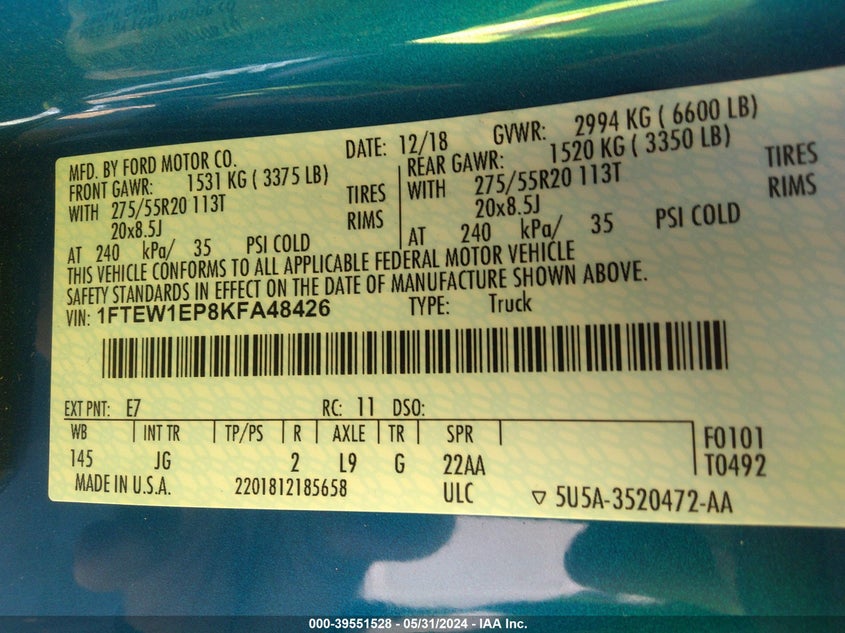 MFD. BY FORD MOTOR CO. DATE: 12/18 GVWR: 2994 KG ( 6600 LB)
FRONT GAWR: 1531 KG ( 3375 LB) REAR GAWR: 1520 KG ( 3350 LB)
WITH 275/55R20 113T TIRES WITH 275/55R20 113T TIRES
20x8.5J RIMS 20x8.5J RIMS
AT 240 kPa/ 35 PSI COLD AT 240 kPa/ 35 PSI COLD
THIS VEHICLE CONFORMS TO ALL APPLICABLE FEDERAL MOTOR VEHICLE
SAFETY STANDARDS IN EFFECT ON THE DATE OF MANUFACTURE SHOWN ABOVE.
VIN: 1FTEW1EP8KFA48426 TYPE: Truck
EXT PNT: E7 RC: 11 DSO:
WB INT TR TP/PS R AXLE TR SPR F0101
145 JG 2 L9 G 22AA T0492
MADE IN U.S.A. 2201812185658 ULC ▽ 5U5A-3520472-AA
000-39551528 - 05/31/2024 - IAA Inc.